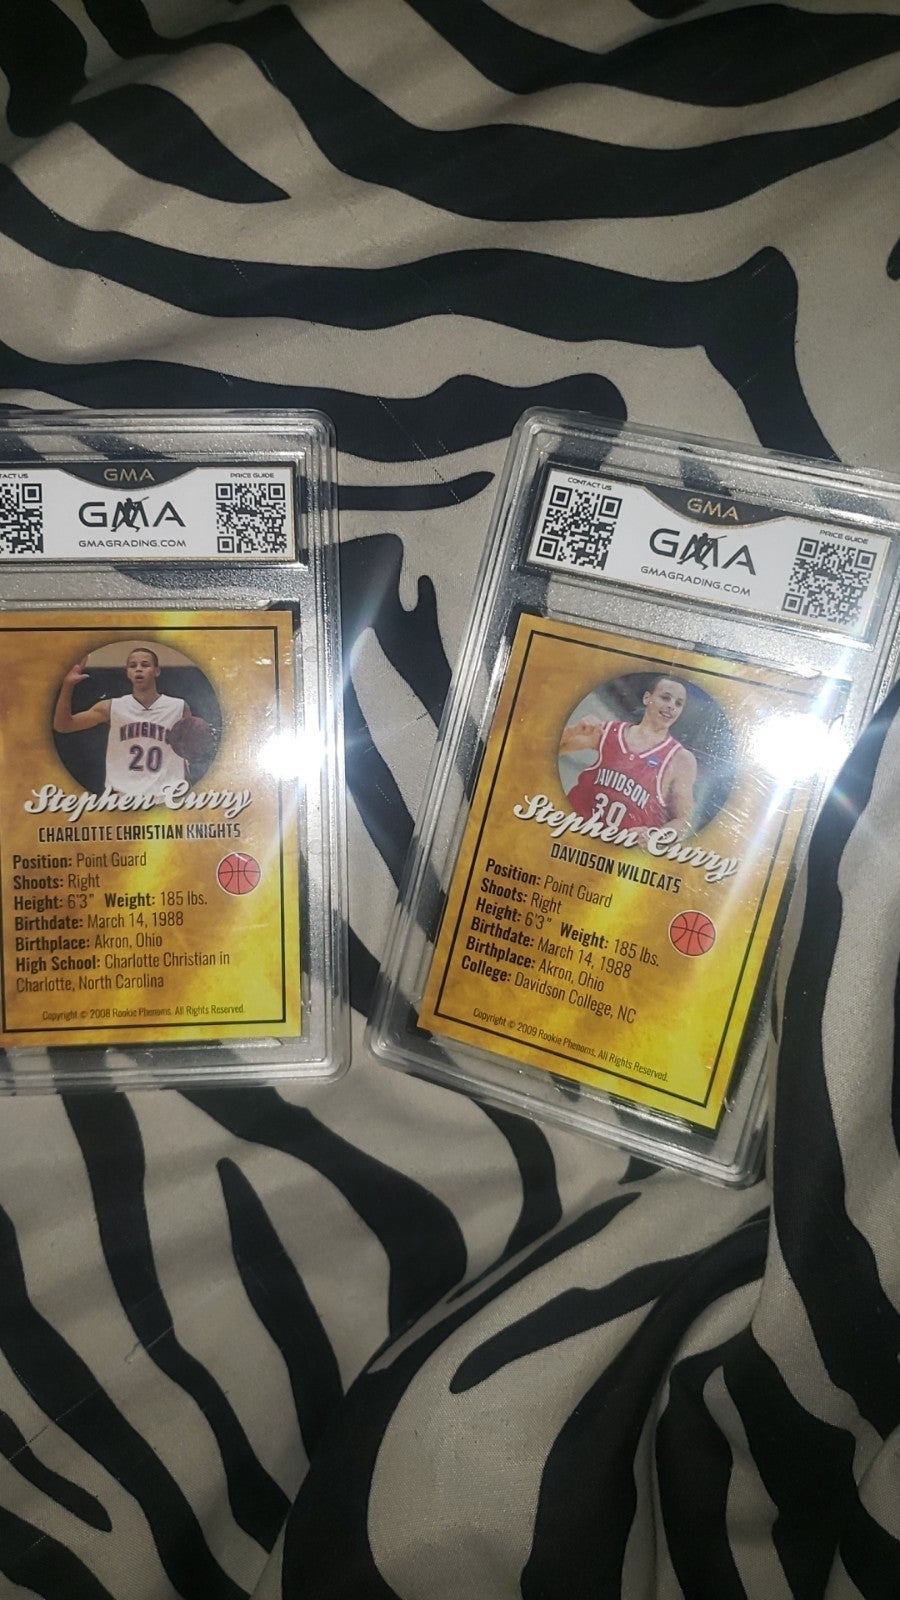 TACT US
GMA
PRICE GUIDE
GMA
GMAGRADING.COM
KNIGHTS
20
Stephen Curry
CHARLOTTE CHRISTIAN KNIGHTS
Position: Point Guard
Shoots: Right
Height: 6'3" Weight: 185 lbs.
Birthdate: March 14, 1988
Birthplace: Akron, Ohio
High School: Charlotte Christian in
Charlotte, North Carolina
Copyright © 2008 Rookie Phenoms. All Rights Reserved.
CONTACT US
GMA
PRICE GUIDE
GMA
GMAGRADING.COM
DAVIDSON
30
Stephen Curry
DAVIDSON WILDCATS
Position: Point Guard
Shoots: Right
Height: 6'3" Weight: 185 lbs.
Birthdate: March 14, 1988
Birthplace: Akron, Ohio
College: Davidson College, NC
Copyright © 2009 Rookie Phenoms. All Rights Reserved.